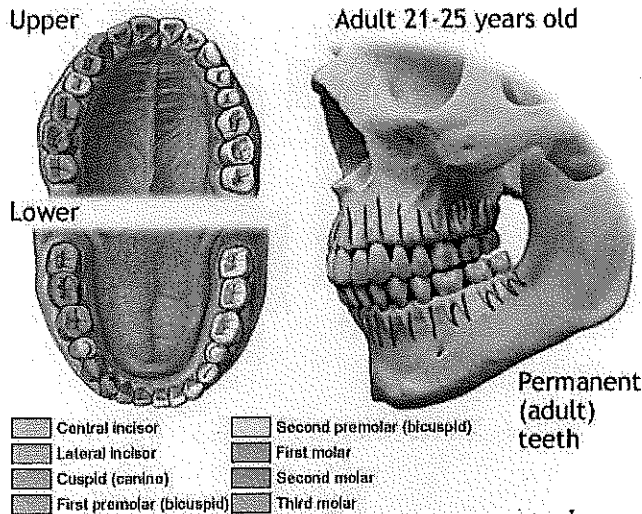 Upper
Adult 21-25 years old
Lower
Permanent
(adult)
teeth
Central incisor
Lateral incisor
Cuspid (canine)
First premolar (bicuspid)
Second premolar (bicuspid)
First molar
Second molar
Third molar